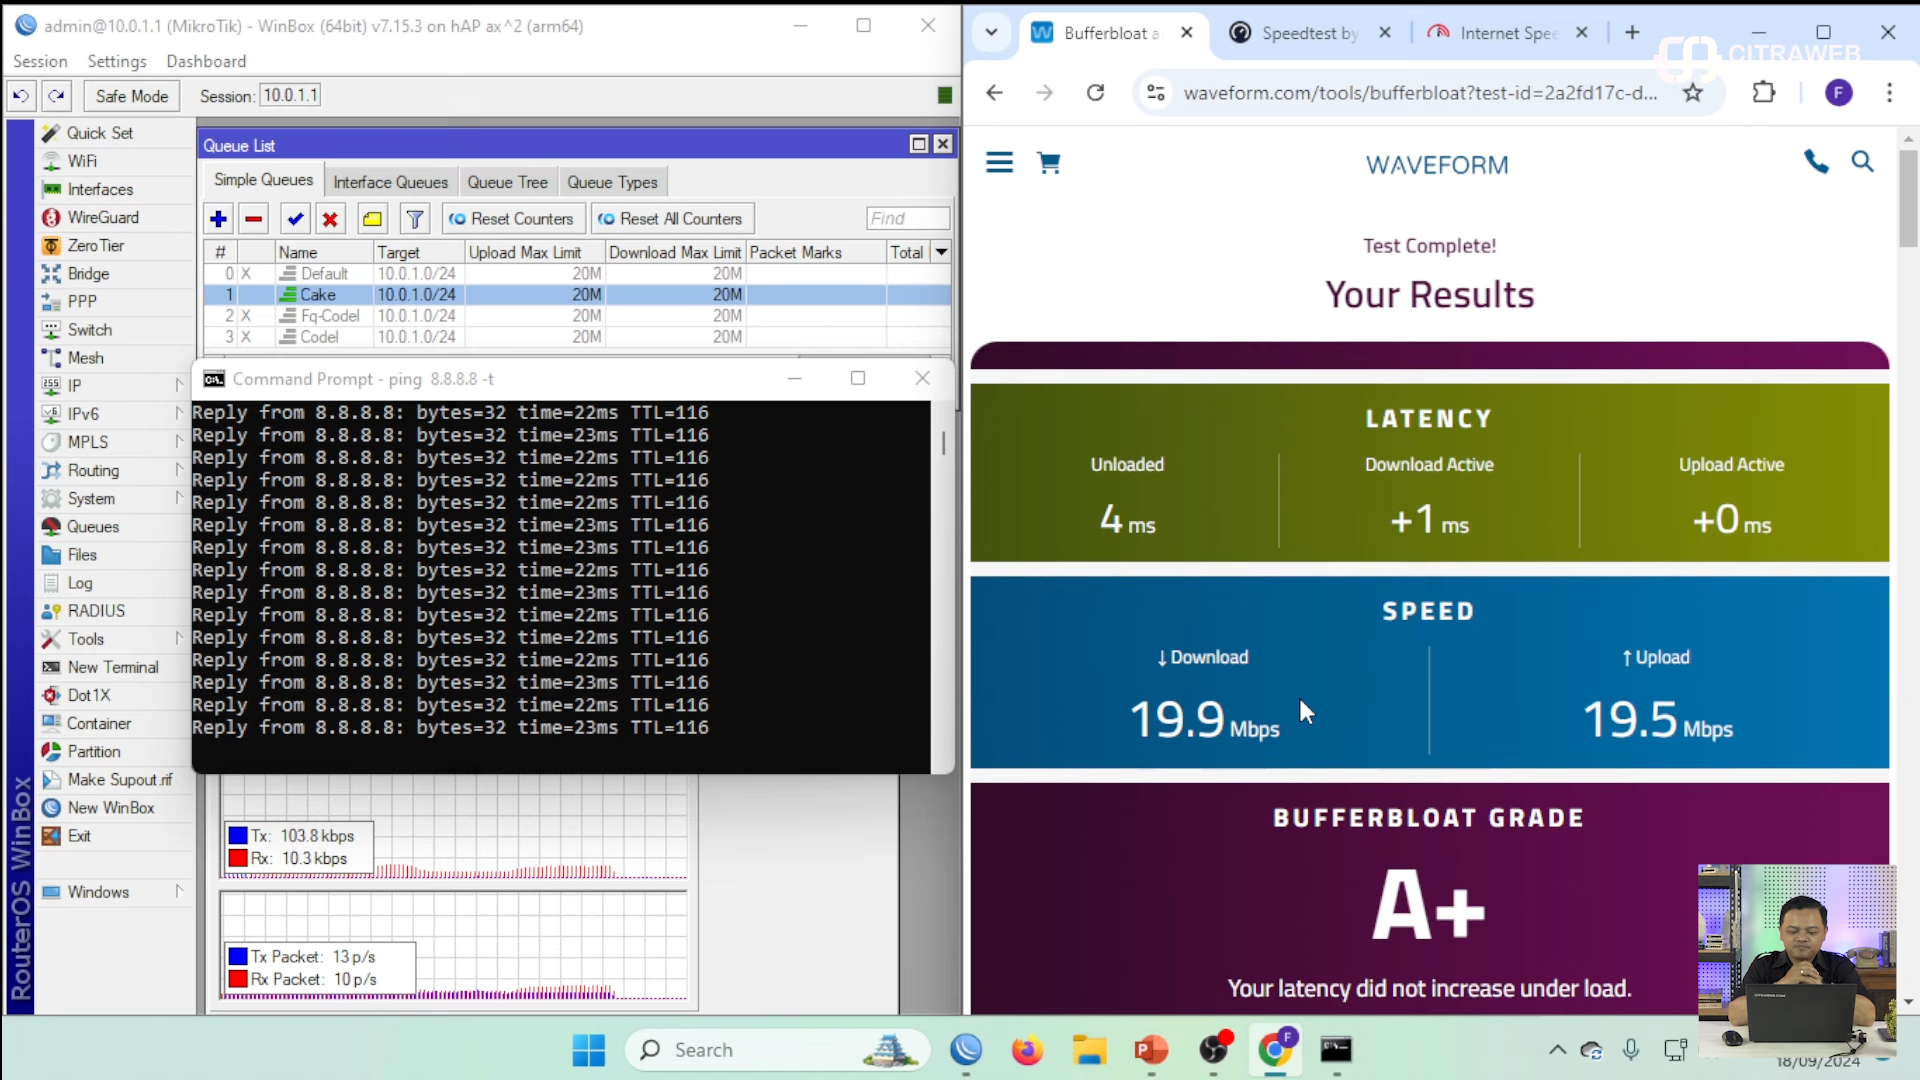 admin@10.0.1.1 (MikroTik) - WinBox (64bit) v7.15.3 on hAP ax^2 (arm64)
Session Settings Dashboard
Safe Mode Session: 10.0.1.1
Quick Set
WiFi
Interfaces
WireGuard
ZeroTier
Bridge
PPP
Switch
Mesh
IP
IPv6
MPLS
Routing
System
Queues
Files
Log
RADIUS
Tools
New Terminal
Dot1X
Container
Partition
Make Supout.rif
New WinBox
Exit
Windows
RouterOS WinBox
Queue List
Simple Queues Interface Queues Queue Tree Queue Types
Reset Counters Reset All Counters Find
# Name Target Upload Max Limit Download Max Limit Packet Marks Total
0 X Default 10.0.1.0/24 20M 20M
1 Cake 10.0.1.0/24 20M 20M
2 X Fq-Codel 10.0.1.0/24 20M 20M
3 X Codel 10.0.1.0/24 20M 20M
Command Prompt - ping 8.8.8.8 -t
Reply from 8.8.8.8: bytes=32 time=22ms TTL=116
Reply from 8.8.8.8: bytes=32 time=23ms TTL=116
Reply from 8.8.8.8: bytes=32 time=22ms TTL=116
Reply from 8.8.8.8: bytes=32 time=22ms TTL=116
Reply from 8.8.8.8: bytes=32 time=22ms TTL=116
Reply from 8.8.8.8: bytes=32 time=23ms TTL=116
Reply from 8.8.8.8: bytes=32 time=23ms TTL=116
Reply from 8.8.8.8: bytes=32 time=22ms TTL=116
Reply from 8.8.8.8: bytes=32 time=23ms TTL=116
Reply from 8.8.8.8: bytes=32 time=22ms TTL=116
Reply from 8.8.8.8: bytes=32 time=23ms TTL=116
Reply from 8.8.8.8: bytes=32 time=22ms TTL=116
Reply from 8.8.8.8: bytes=32 time=23ms TTL=116
Reply from 8.8.8.8: bytes=32 time=22ms TTL=116
Reply from 8.8.8.8: bytes=32 time=23ms TTL=116
Tx: 103.8 kbps
Rx: 10.3 kbps
Tx Packet: 13 p/s
Rx Packet: 10 p/s
Bufferbloat a Speedtest by Internet Spe
CITRAWEB
waveform.com/tools/bufferbloat?test-id=2a2fd17c-d...
F
WAVEFORM
Test Complete!
Your Results
LATENCY
Unloaded Download Active Upload Active
4 ms +1 ms +0 ms
SPEED
↓ Download ↑ Upload
19.9 Mbps 19.5 Mbps
BUFFERBLOAT GRADE
A+
Your latency did not increase under load.
Search
F
18/09/2024